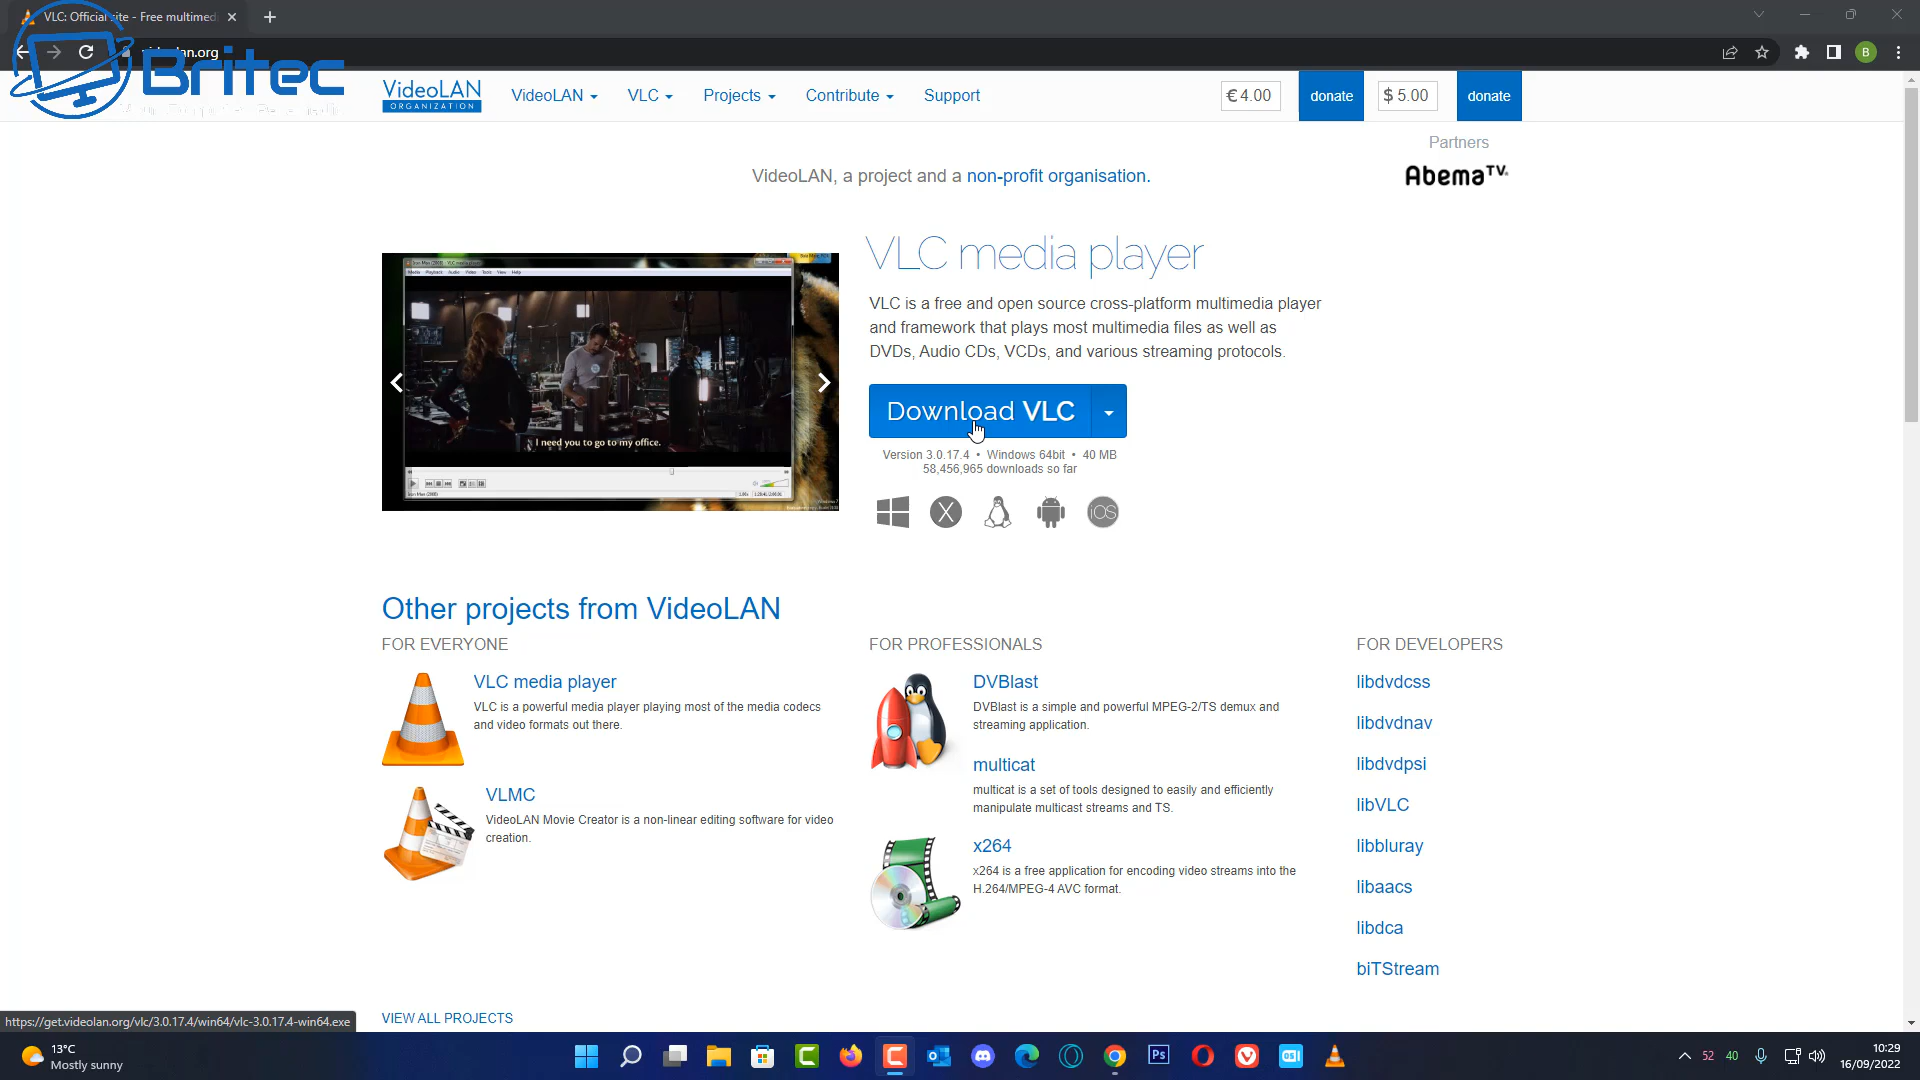 VLC: Official site - Free multimed
Britec
lan.org
VideoLAN
ORGANIZATION
VideoLAN
VLC
Projects
Contribute
Support
€ 4.00
donate
$ 5.00
donate
Partners
AbemaTV.
VideoLAN, a project and a non-profit organisation.
VLC media player
VLC is a free and open source cross-platform multimedia player
and framework that plays most multimedia files as well as
DVDs, Audio CDs, VCDs, and various streaming protocols.
I need you to go to my office.
Download VLC
Version 3.0.17.4 • Windows 64bit • 40 MB
58,456,965 downloads so far
X
iOS
Other projects from VideoLAN
FOR EVERYONE
VLC media player
VLC is a powerful media player playing most of the media codecs
and video formats out there.
VLMC
VideoLAN Movie Creator is a non-linear editing software for video
creation.
FOR PROFESSIONALS
DVBlast
DVBlast is a simple and powerful MPEG-2/TS demux and
streaming application.
multicat
multicat is a set of tools designed to easily and efficiently
manipulate multicast streams and TS.
x264
x264 is a free application for encoding video streams into the
H.264/MPEG-4 AVC format.
FOR DEVELOPERS
libdvdcss
libdvdnav
libdvdpsi
libVLC
libbluray
libaacs
libdca
biTStream
VIEW ALL PROJECTS
https://get.videolan.org/vlc/3.0.17.4/win64/vlc-3.0.17.4-win64.exe
13°C
Mostly sunny
52 40
10:29
16/09/2022